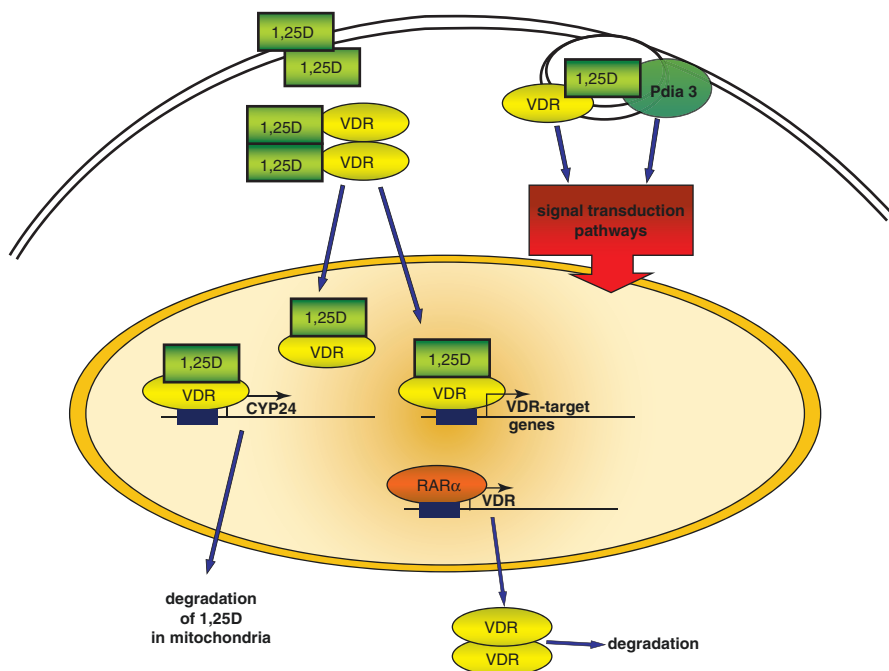 1,25D
1,25D
1,25D
Pdia 3
VDR
1,25D
VDR
1,25D
VDR
signal transduction
pathways
1,25D
VDR
1,25D
VDR
CYP24
1,25D
VDR
VDR-target
genes
RARα
VDR
degradation
of 1,25D
in mitochondria
VDR
VDR
degradation